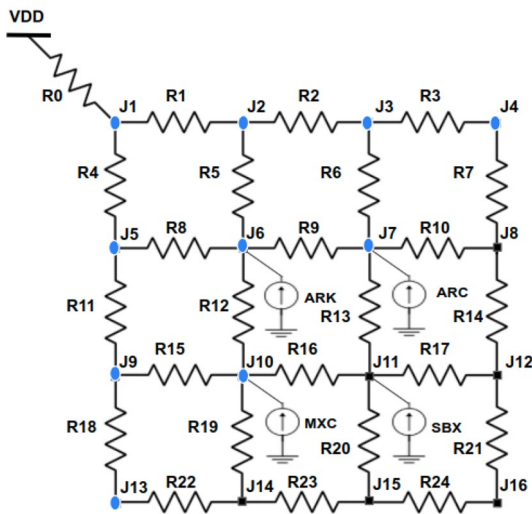 VDD
R0
J1 R1 J2 R2 J3 R3 J4
R4 R5 R6 R7
J5 R8 J6 R9 J7 R10 J8
R11 R12 ARK R13 ARC R14
J9 R15 J10 R16 J11 R17 J12
R18 R19 MXC R20 SBX R21
J13 R22 J14 R23 J15 R24 J16